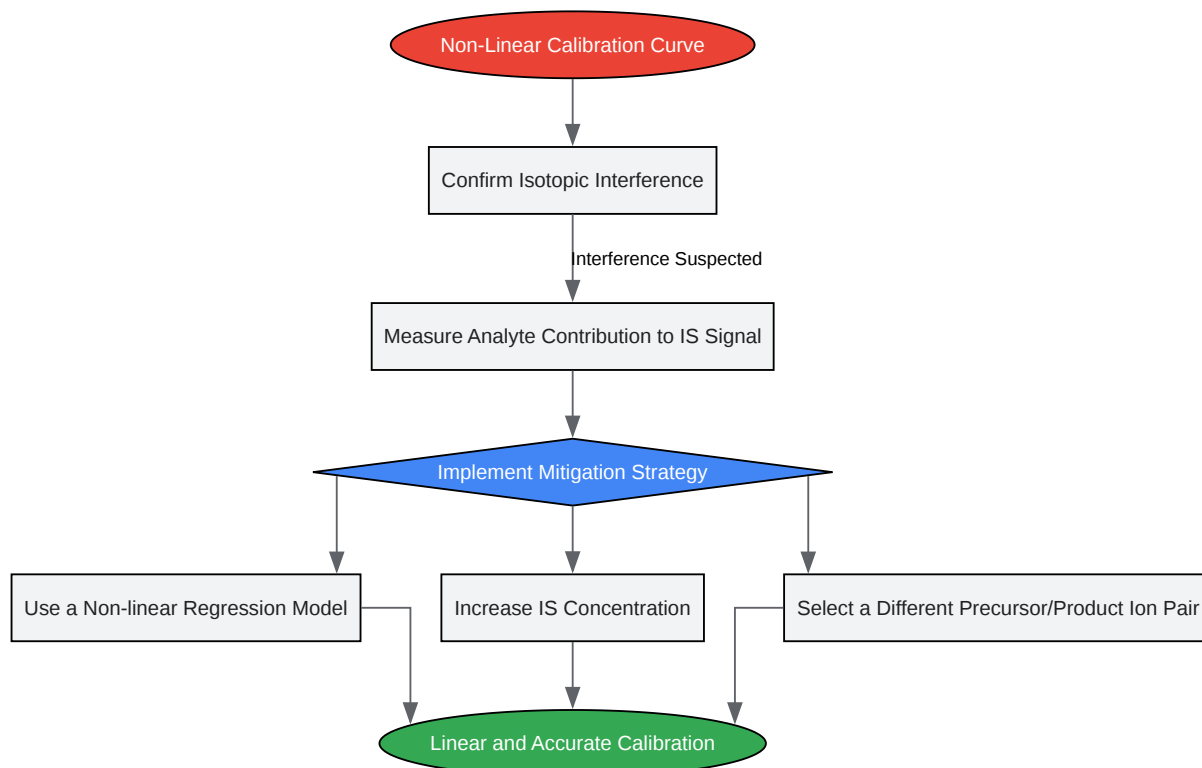 Non-Linear Calibration Curve
Confirm Isotopic Interference
Interference Suspected
Measure Analyte Contribution to IS Signal
Implement Mitigation Strategy
Use a Non-linear Regression Model
Increase IS Concentration
Select a Different Precursor/Product Ion Pair
Linear and Accurate Calibration